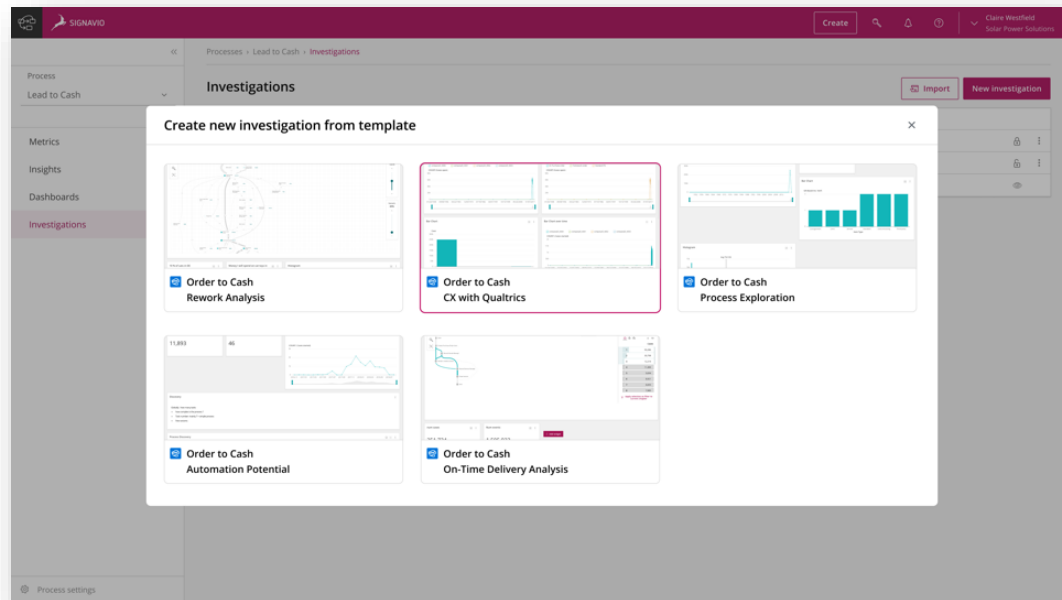 SIGNAVIO
Create
Claire Westfield
Solar Power Solutions
Process
Lead to Cash
Metrics
Insights
Dashboards
Investigations
Process settings
Processes › Lead to Cash › Investigations
Investigations
Import
New investigation
Create new investigation from template
Order to Cash
Rework Analysis
Order to Cash
CX with Qualtrics
Order to Cash
Process Exploration
11,893
46
Order to Cash
Automation Potential
Order to Cash
On-Time Delivery Analysis